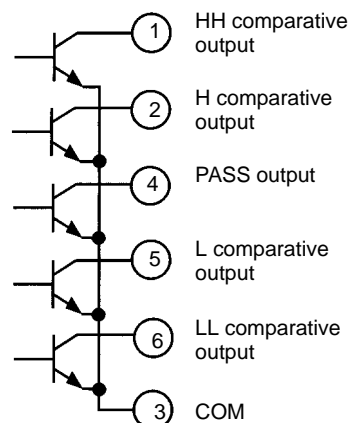 1 HH comparative
output
2 H comparative
output
4 PASS output
5 L comparative
output
6 LL comparative
output
3 COM